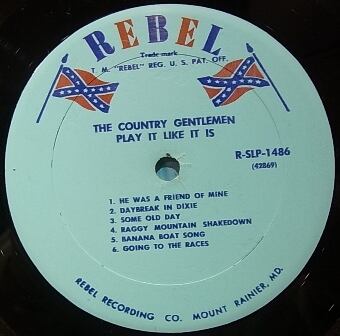 REBEL
Trade-mark
T. M. "REBEL" REG. U. S. PAT. OFF.
THE COUNTRY GENTLEMEN
PLAY IT LIKE IT IS
R-SLP-1486
(42869)
1. HE WAS A FRIEND OF MINE
2. DAYBREAK IN DIXIE
3. SOME OLD DAY
4. RAGGY MOUNTAIN SHAKEDOWN
5. BANANA BOAT SONG
6. GOING TO THE RACES
REBEL RECORDING CO. MOUNT RAINIER, MD.